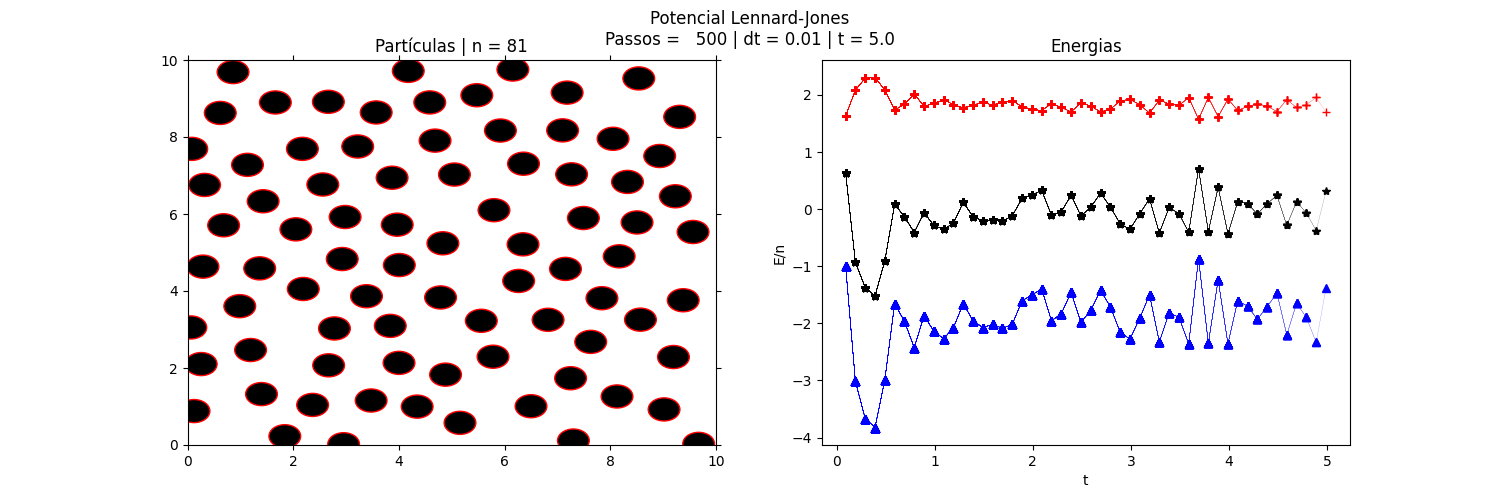 Potencial Lennard-Jones
Passos = 500 | dt = 0.01 | t = 5.0
Partículas | n = 81
10
8
6
4
2
0
0 2 4 6 8 10
Energias
E/n
2
1
0
−1
−2
−3
−4
0 1 2 3 4 5
t